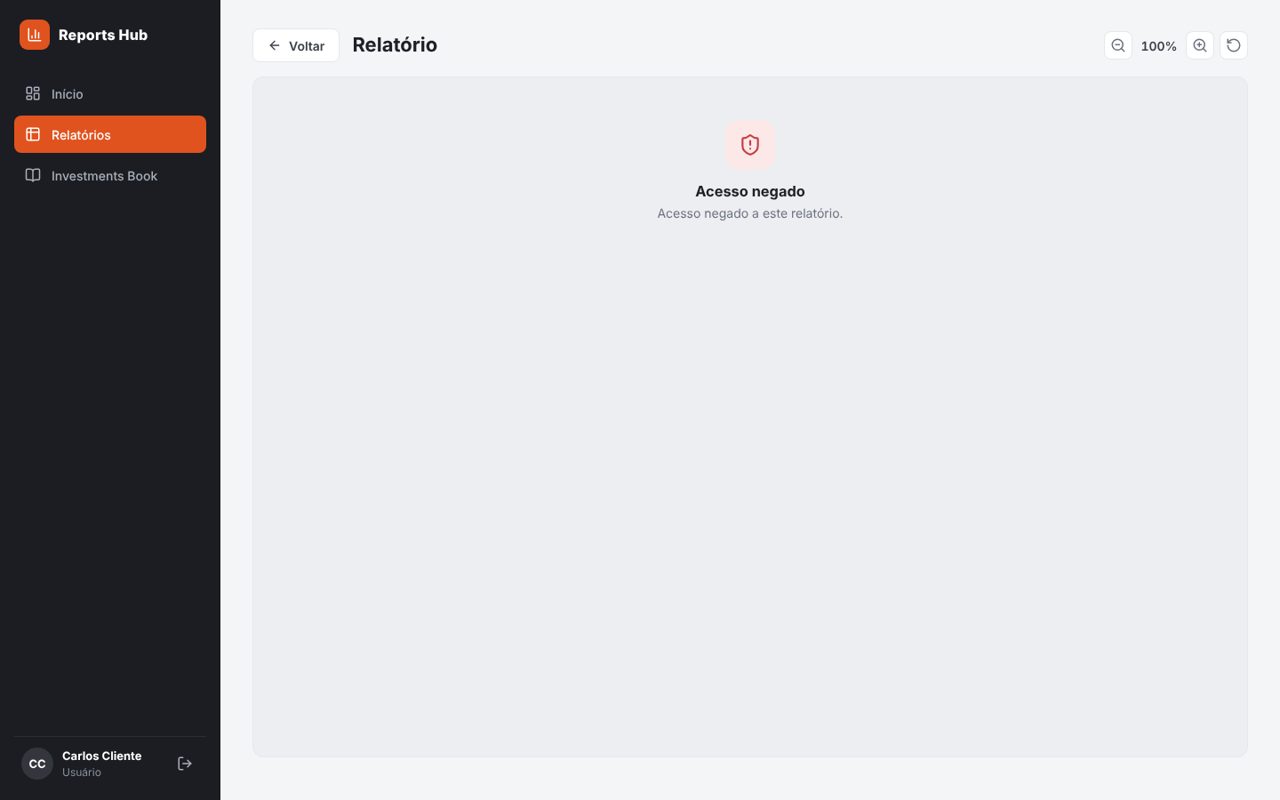 Reports Hub
Início
Relatórios
Investments Book
CC
Carlos Cliente
Usuário
Voltar
Relatório
100%
Acesso negado
Acesso negado a este relatório.